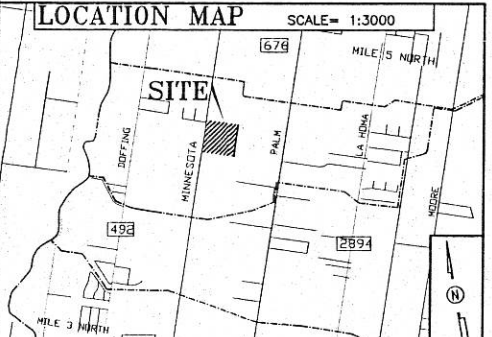 LOCATION MAP SCALE= 1:3000
676
MILE 5 NORTH
SITE
DOFFING
MINNESOTA
PALM
LA HOMA
MOORE
492
2894
N
MILE 3 NORTH